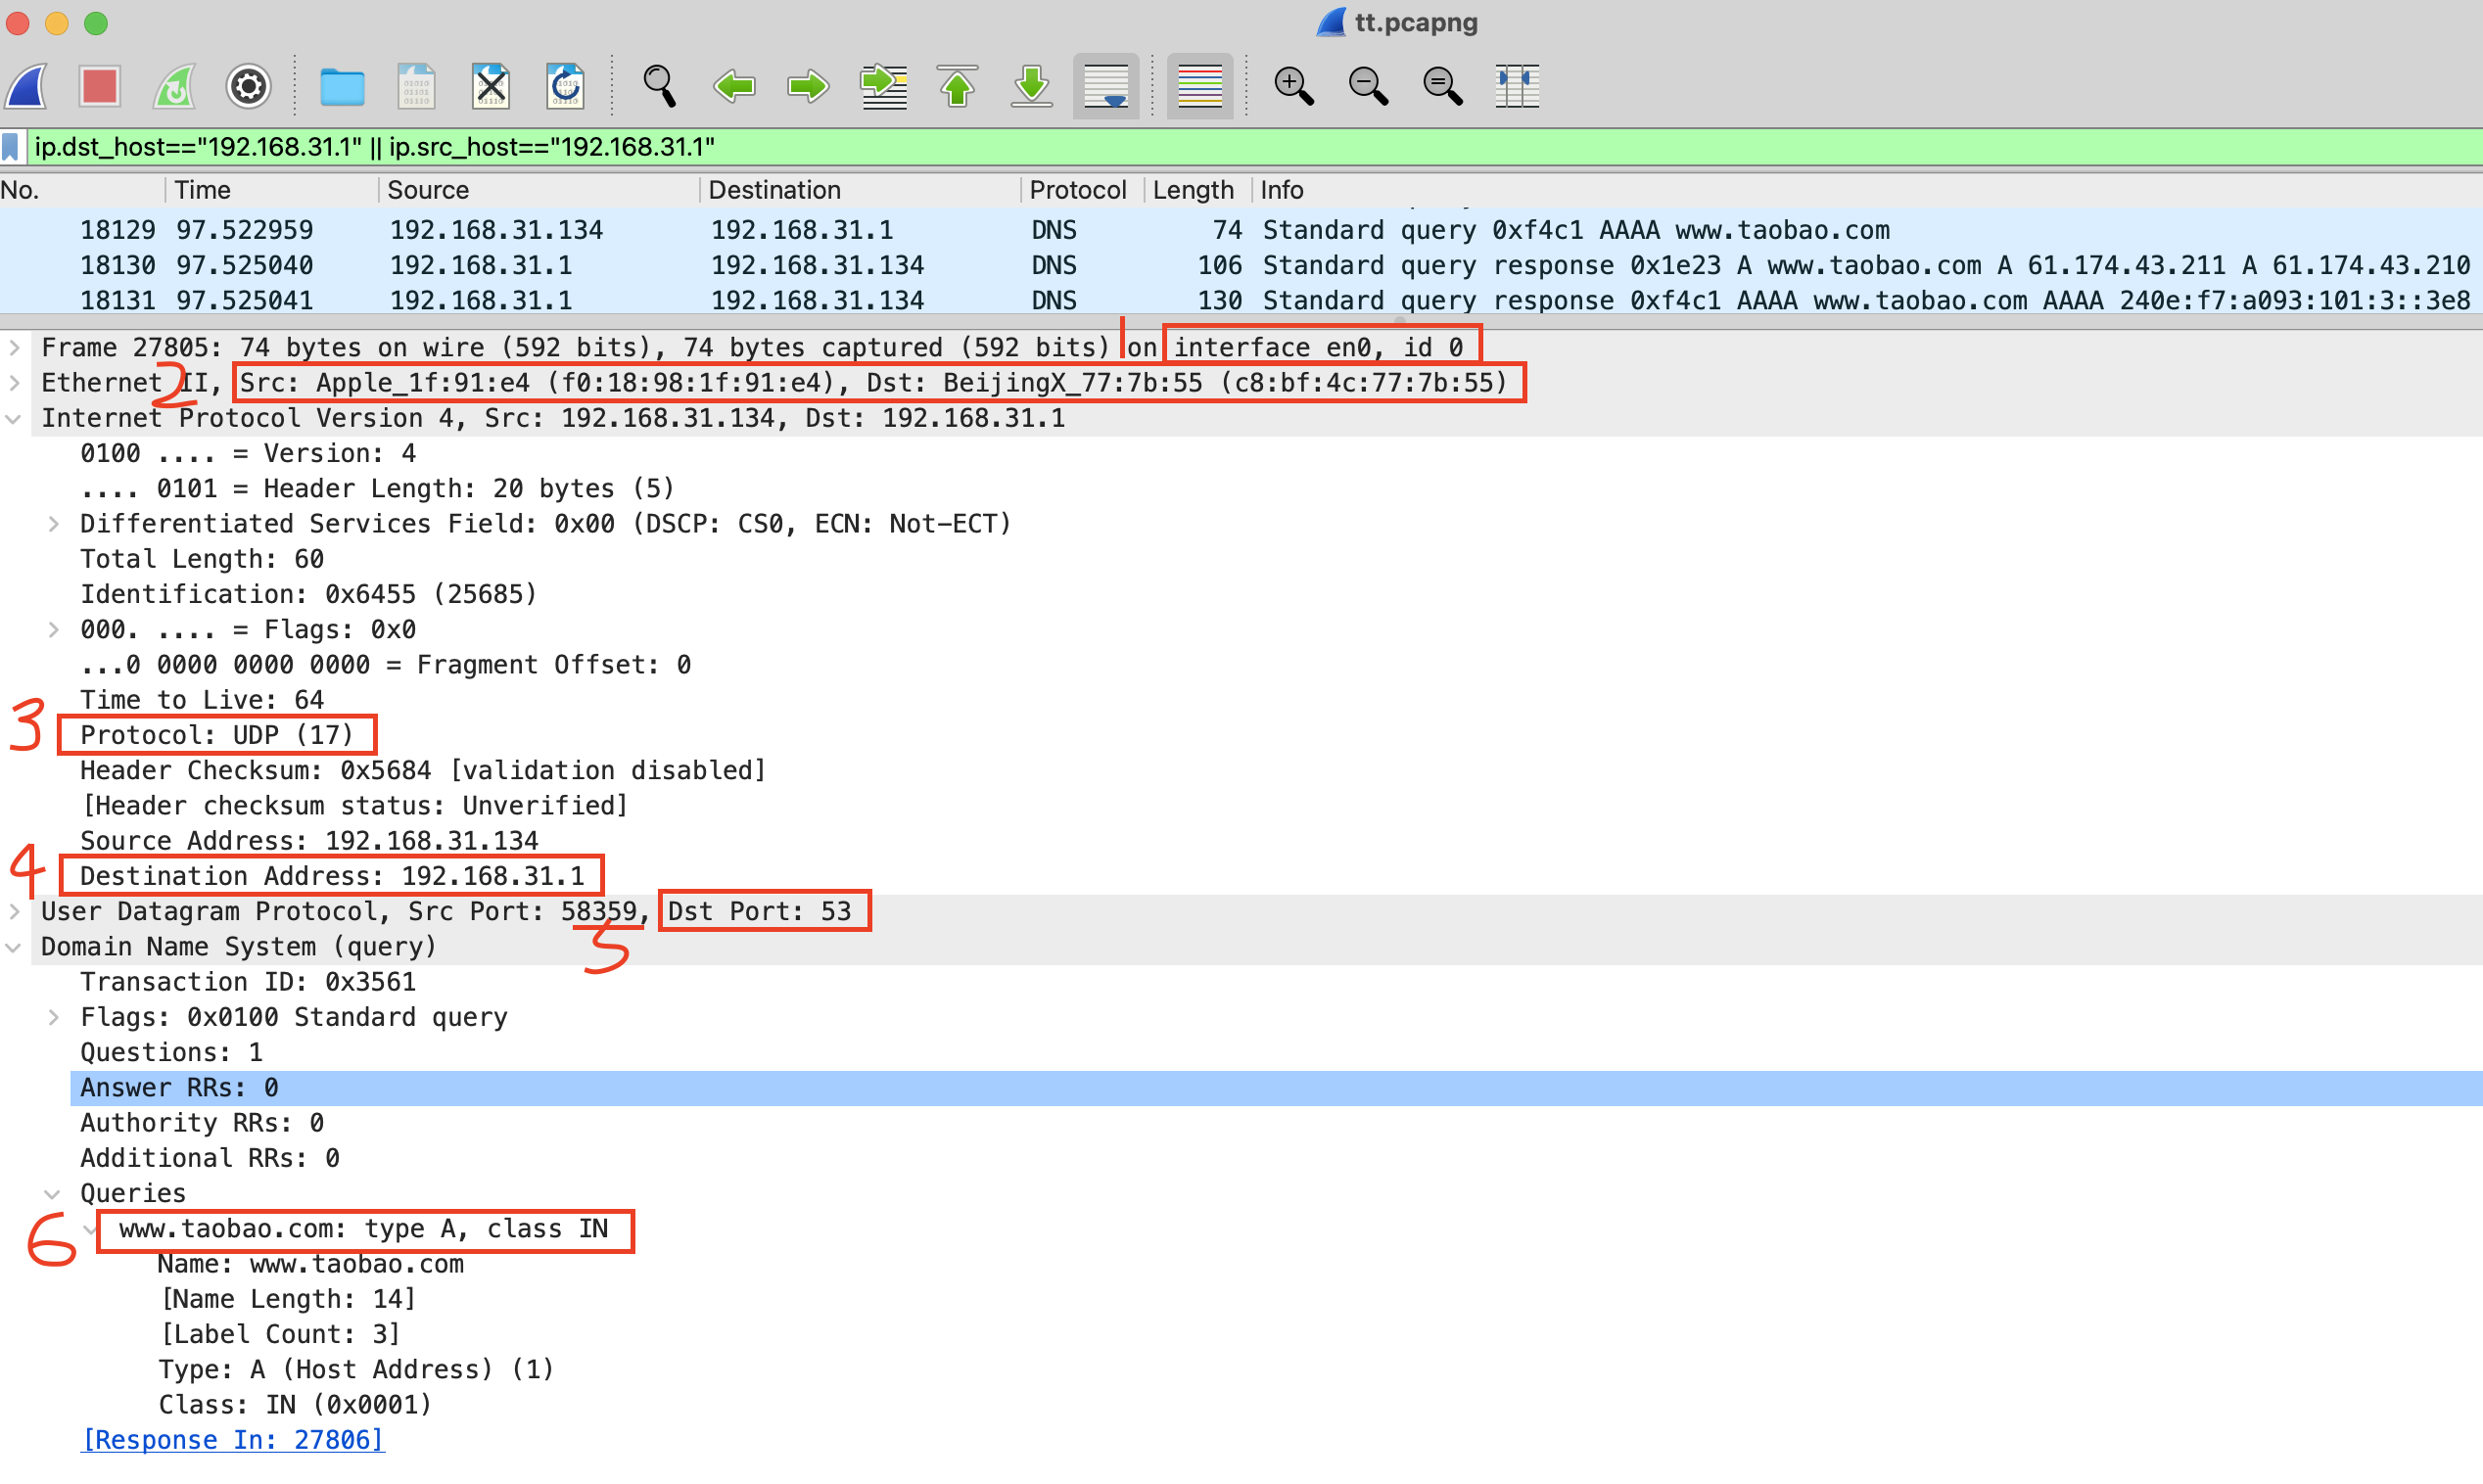 tt.pcapng
ip.dst_host=="192.168.31.1" || ip.src_host=="192.168.31.1"
No. Time Source Destination Protocol Length Info
18129 97.522959 192.168.31.134 192.168.31.1 DNS 74 Standard query 0xf4c1 AAAA www.taobao.com
18130 97.525040 192.168.31.1 192.168.31.134 DNS 106 Standard query response 0x1e23 A www.taobao.com A 61.174.43.211 A 61.174.43.210
18131 97.525041 192.168.31.1 192.168.31.134 DNS 130 Standard query response 0xf4c1 AAAA www.taobao.com AAAA 240e:f7:a093:101:3::3e8
Frame 27805: 74 bytes on wire (592 bits), 74 bytes captured (592 bits) on interface en0, id 0
1
Ethernet II, Src: Apple_1f:91:e4 (f0:18:98:1f:91:e4), Dst: BeijingX_77:7b:55 (c8:bf:4c:77:7b:55)
2
Internet Protocol Version 4, Src: 192.168.31.134, Dst: 192.168.31.1
0100 .... = Version: 4
.... 0101 = Header Length: 20 bytes (5)
Differentiated Services Field: 0x00 (DSCP: CS0, ECN: Not-ECT)
Total Length: 60
Identification: 0x6455 (25685)
000. .... = Flags: 0x0
...0 0000 0000 0000 = Fragment Offset: 0
Time to Live: 64
3
Protocol: UDP (17)
Header Checksum: 0x5684 [validation disabled]
[Header checksum status: Unverified]
Source Address: 192.168.31.134
4
Destination Address: 192.168.31.1
User Datagram Protocol, Src Port: 58359, Dst Port: 53
5
Domain Name System (query)
Transaction ID: 0x3561
Flags: 0x0100 Standard query
Questions: 1
Answer RRs: 0
Authority RRs: 0
Additional RRs: 0
Queries
6
www.taobao.com: type A, class IN
Name: www.taobao.com
[Name Length: 14]
[Label Count: 3]
Type: A (Host Address) (1)
Class: IN (0x0001)
[Response In: 27806]